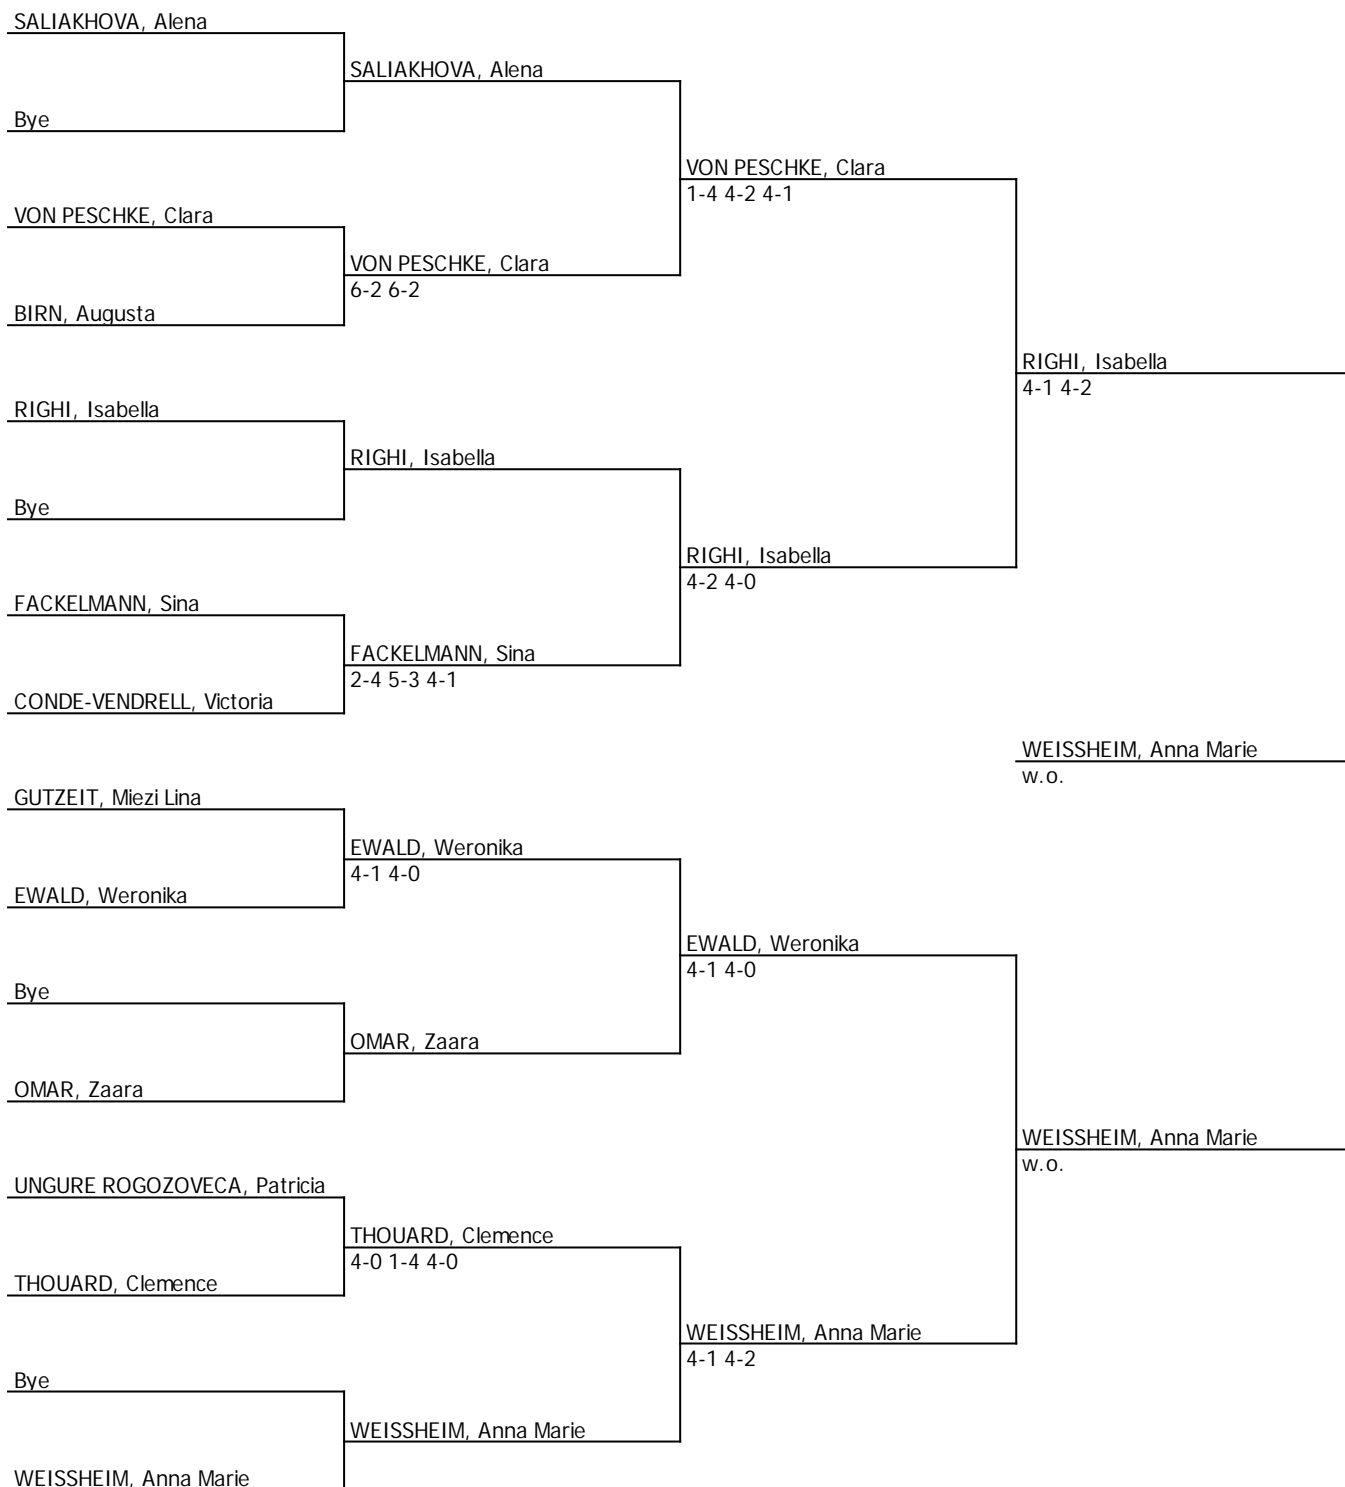 SALIAKHOVA, Alena
SALIAKHOVA, Alena
Bye
VON PESCHKE, Clara
1-4 4-2 4-1
VON PESCHKE, Clara
VON PESCHKE, Clara
6-2 6-2
BIRN, Augusta
RIGHI, Isabella
4-1 4-2
RIGHI, Isabella
RIGHI, Isabella
Bye
RIGHI, Isabella
4-2 4-0
FACKELMANN, Sina
FACKELMANN, Sina
2-4 5-3 4-1
CONDE-VENDRELL, Victoria
WEISSHEIM, Anna Marie
w.o.
GUTZEIT, Miezi Lina
EWALD, Weronika
4-1 4-0
EWALD, Weronika
EWALD, Weronika
4-1 4-0
Bye
OMAR, Zaara
OMAR, Zaara
WEISSHEIM, Anna Marie
w.o.
UNGURE ROGOZOVECA, Patricia
THOUARD, Clemence
4-0 1-4 4-0
THOUARD, Clemence
WEISSHEIM, Anna Marie
4-1 4-2
Bye
WEISSHEIM, Anna Marie
WEISSHEIM, Anna Marie